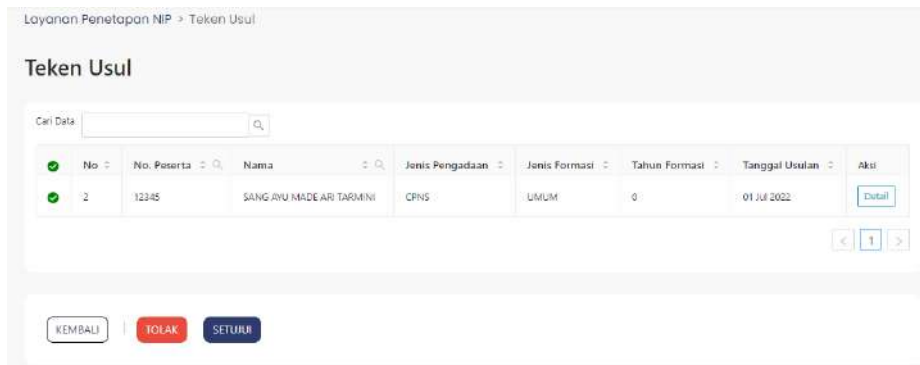 Layanan Penetapan NIP > Teken Usul
Teken Usul
Cari Data
No No. Peserta Nama Jenis Pengadaan Jenis Formasi Tahun Formasi Tanggal Usulan Aksi
2 12345 SANG AYU MADE ARI TARMINI CPNS UMUM 0 01 Jul 2022 Detail
< 1 >
KEMBALI TOLAK SETUJUI